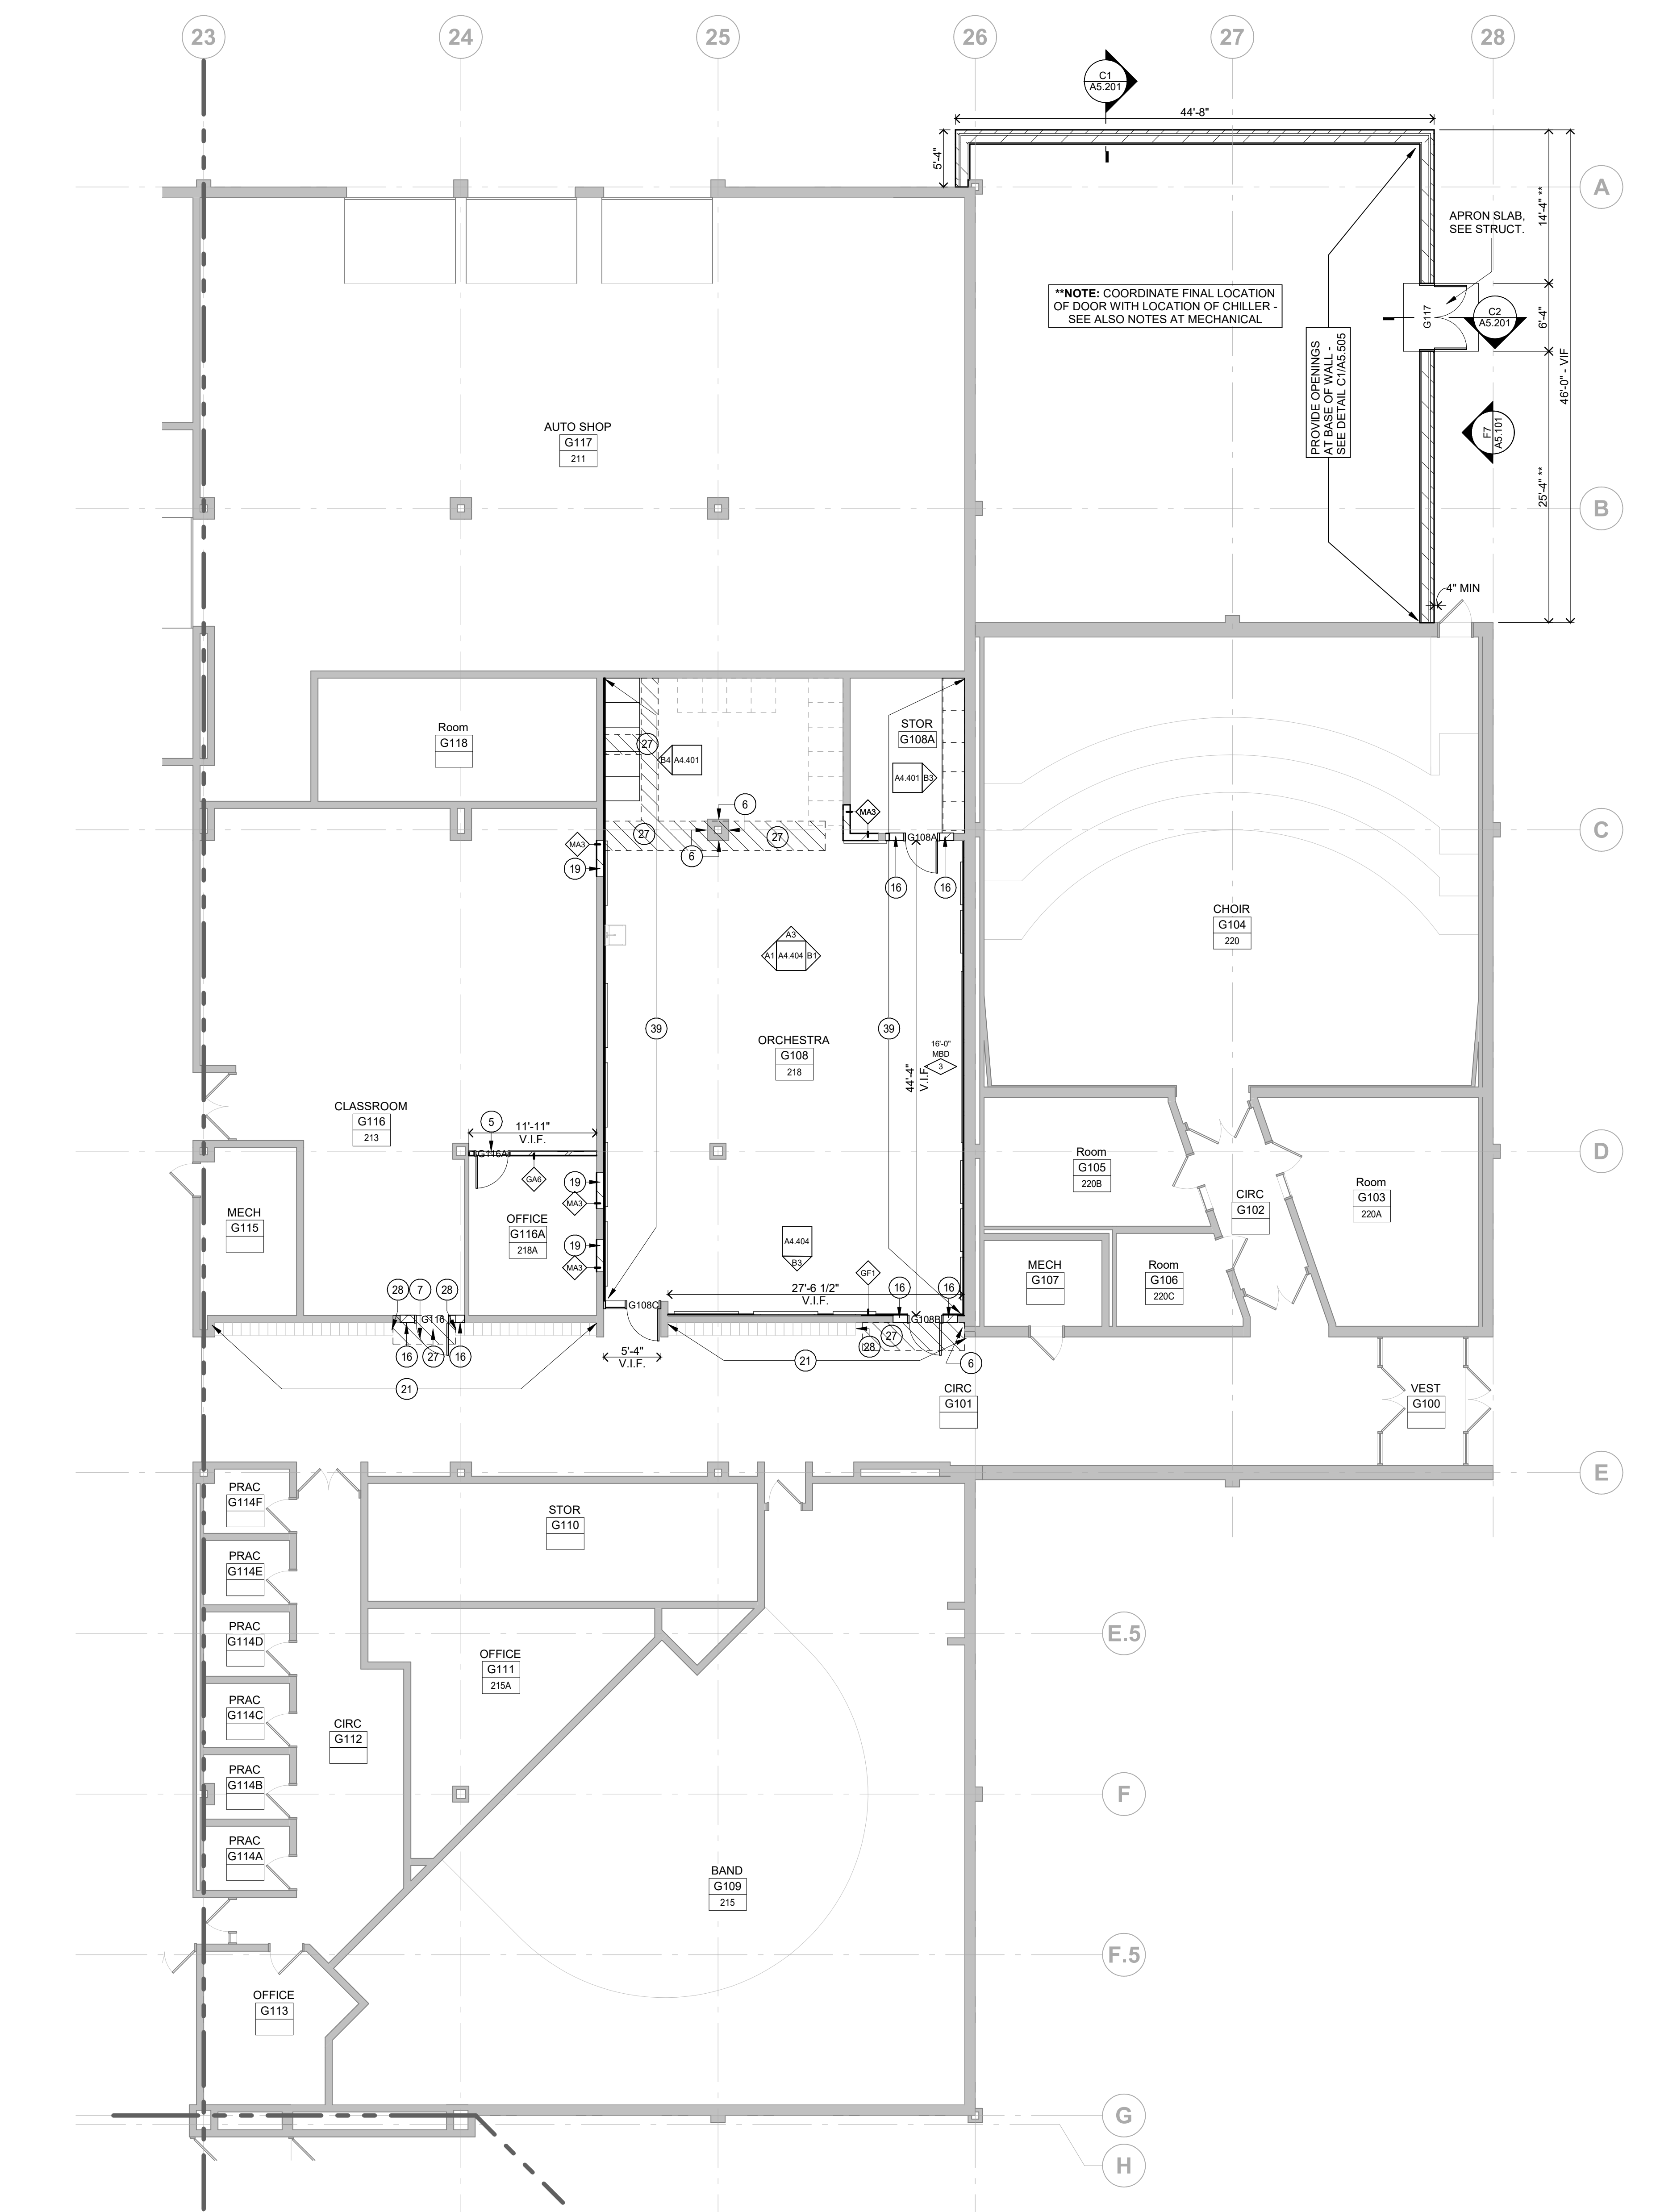 23
24
25
26
27
28
C1
A5.201
44'-8"
5'-4"
A
14'-4" **
APRON SLAB,
SEE STRUCT.
**NOTE: COORDINATE FINAL LOCATION
OF DOOR WITH LOCATION OF CHILLER -
SEE ALSO NOTES AT MECHANICAL
G117
C2
A5.201
6'-4"
46'-0" - VIF
PROVIDE OPENINGS
AT BASE OF WALL -
SEE DETAIL C1/A5.505
F7
A5.101
AUTO SHOP
G117
211
25'-4" **
B
4" MIN
Room
G118
STOR
G108A
27
B4
A4.401
A4.401
B3
6
MA3
27
27
G108A
C
MA3
6
19
16
16
CHOIR
G104
220
A3
A1
A4.404
B1
39
39
ORCHESTRA
G108
218
16'-0"
MBD
3
44'-4"
V.I.F.
CLASSROOM
G116
213
5
11'-11"
V.I.F.
G116A
D
Room
G105
220B
GA6
19
MA3
CIRC
G102
Room
G103
220A
MECH
G115
OFFICE
G116A
218A
19
MA3
A4.404
B3
GF1
MECH
G107
Room
G106
220C
28
7
28
27'-6 1/2"
V.I.F.
16
16
G108C
G116
G108B
27
28
16
27
16
5'-4"
V.I.F.
21
6
21
CIRC
G101
VEST
G100
E
PRAC
G114F
STOR
G110
PRAC
G114E
PRAC
G114D
E.5
OFFICE
G111
215A
PRAC
G114C
CIRC
G112
PRAC
G114B
F
PRAC
G114A
BAND
G109
215
F.5
OFFICE
G113
G
H